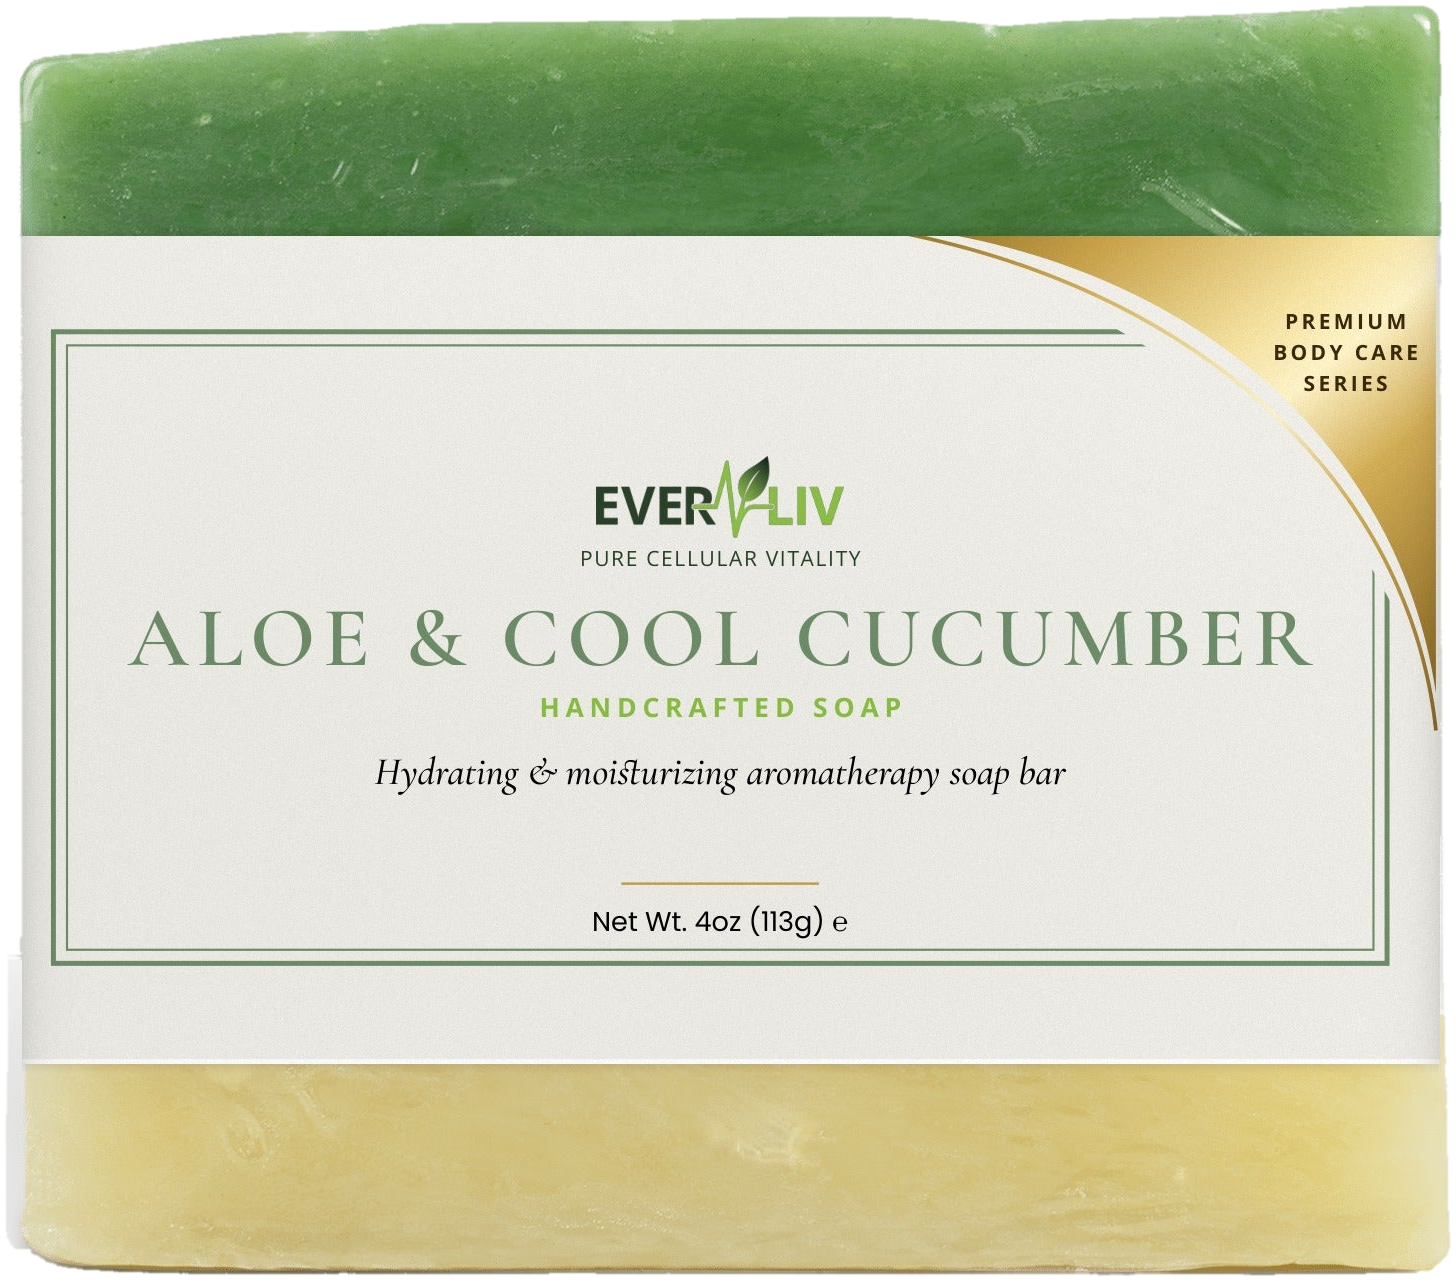 PREMIUM
BODY CARE
SERIES
EVERLIV
PURE CELLULAR VITALITY
ALOE & COOL CUCUMBER
HANDCRAFTED SOAP
Hydrating & moisturizing aromatherapy soap bar
Net Wt. 4oz (113g) ℮